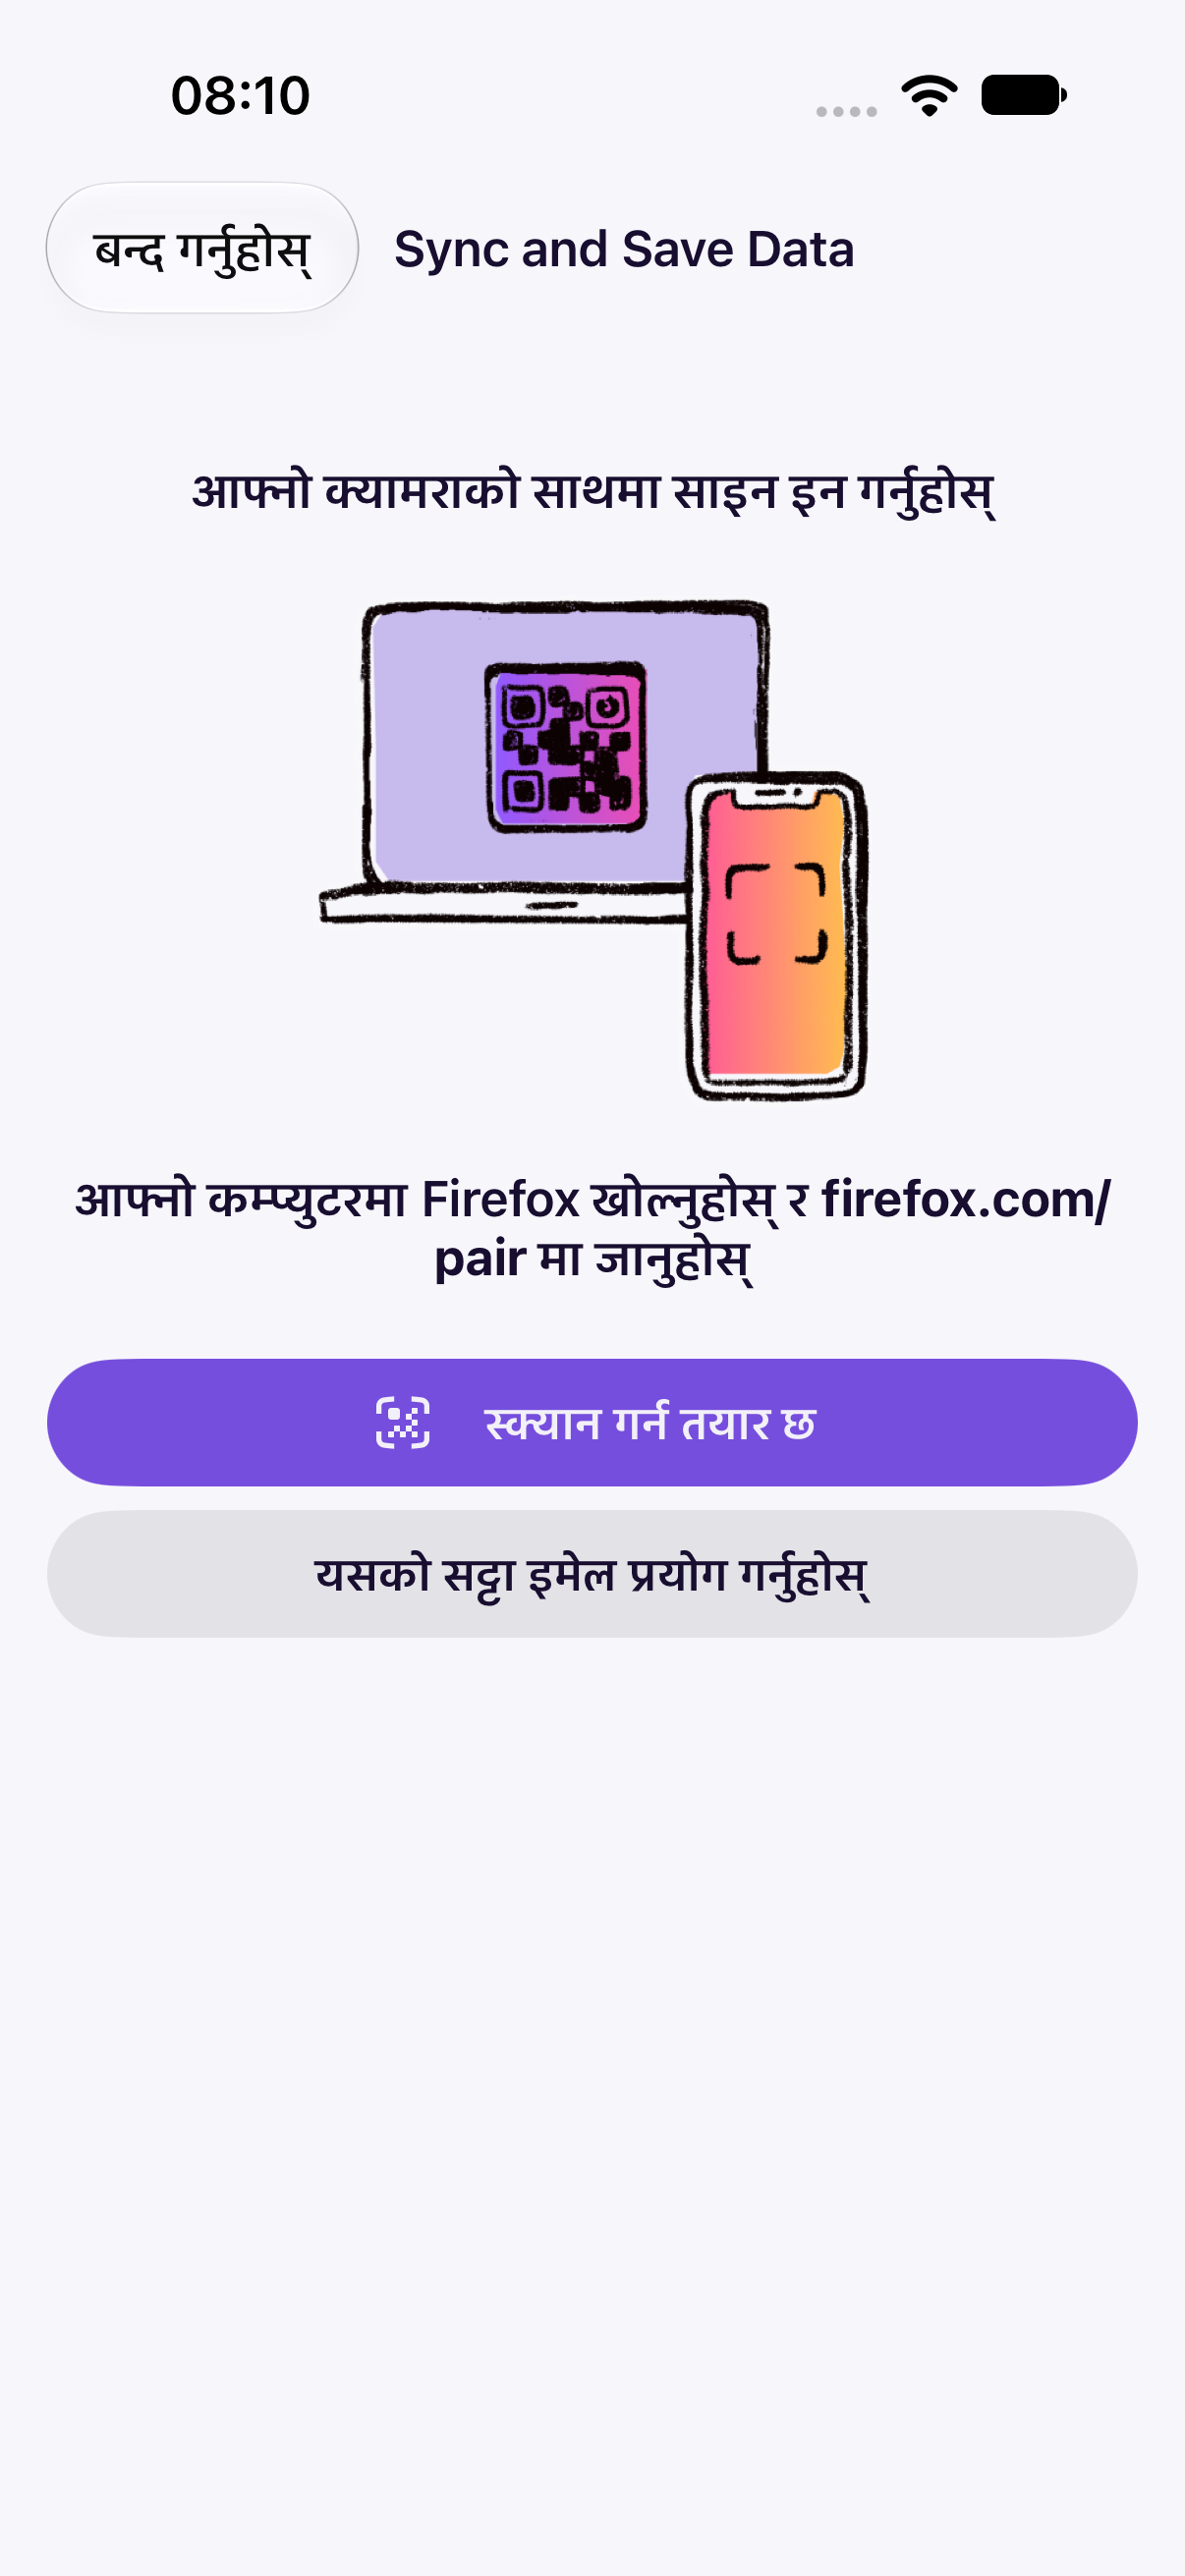 08:10
बन्द गर्नुहोस् Sync and Save Data
आफ्नो क्यामराको साथमा साइन इन गर्नुहोस्
आफ्नो कम्प्युटरमा Firefox खोल्नुहोस् र firefox.com/
pair मा जानुहोस्
स्क्यान गर्न तयार छ
यसको सट्टा इमेल प्रयोग गर्नुहोस्